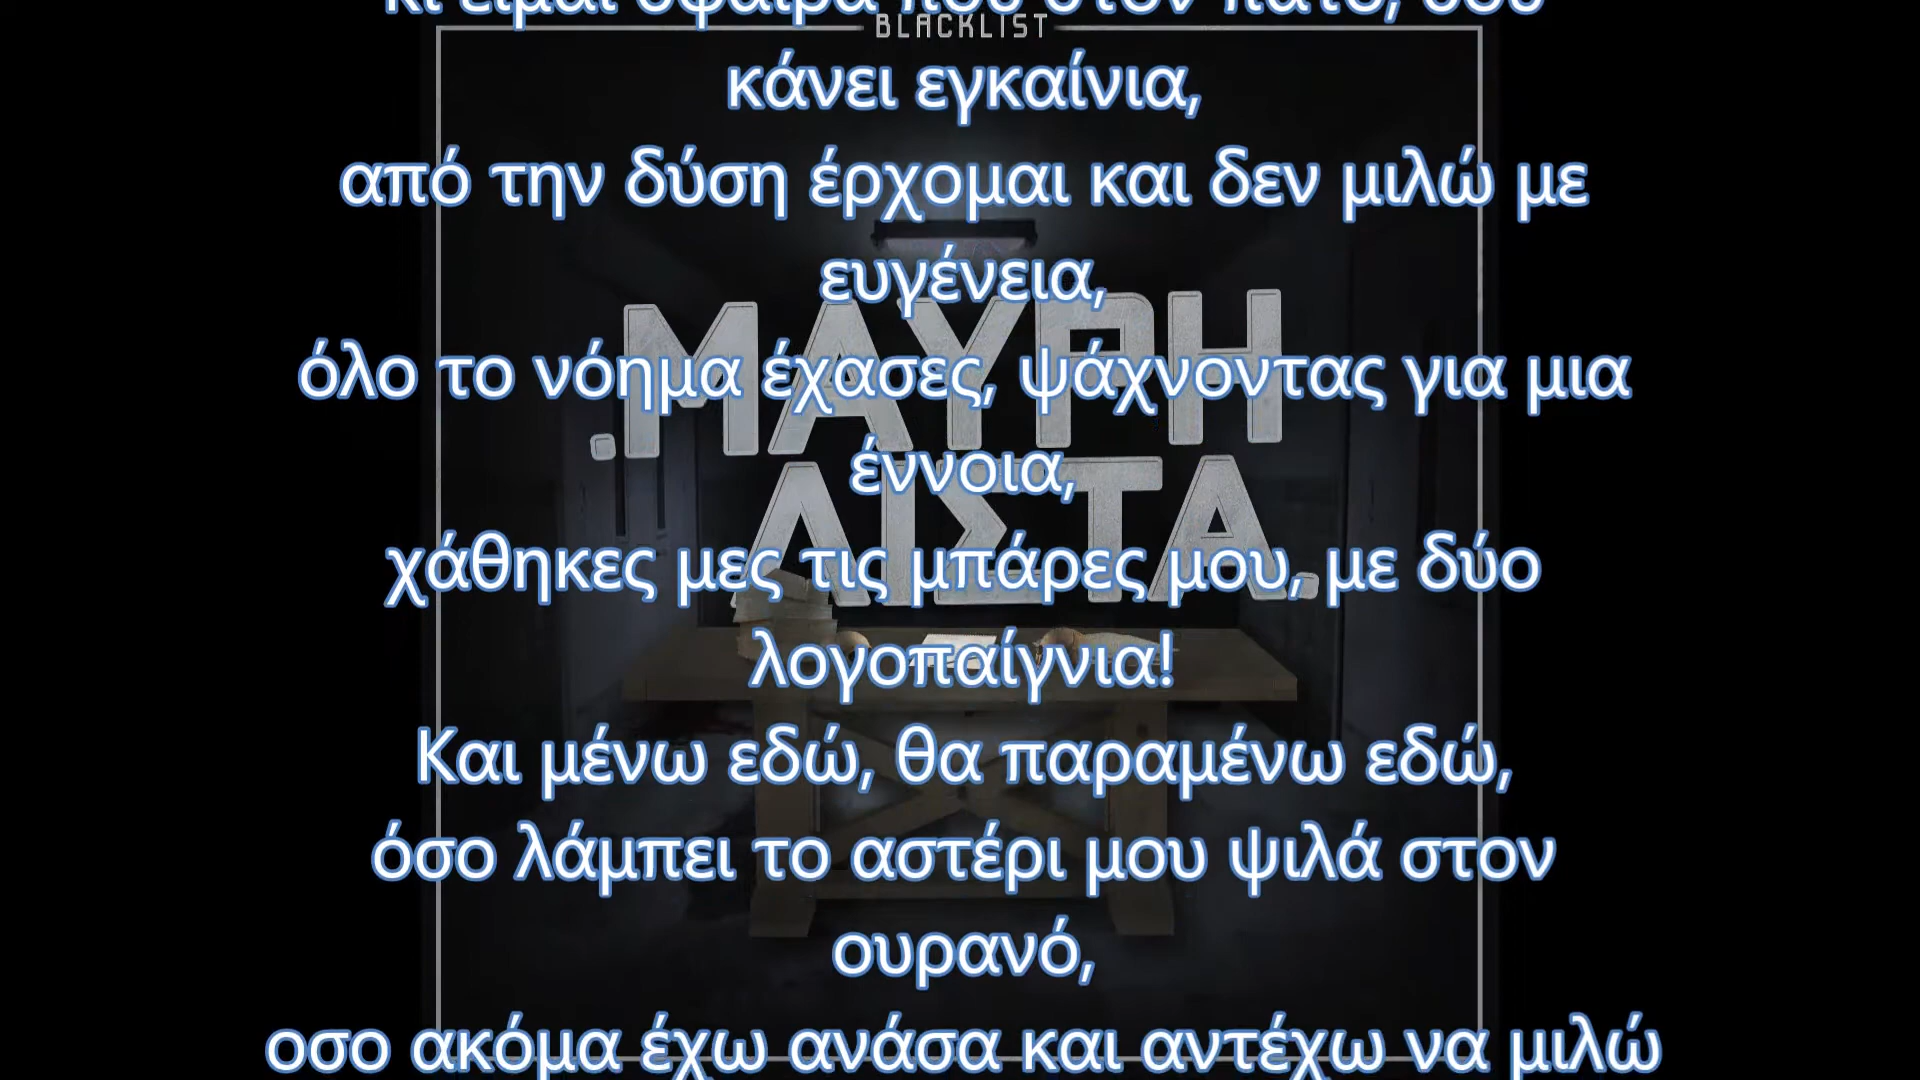 κι είμαι σφαίρα που στον πάτο, σου
BLACKLIST
κάνει εγκαίνια,
από την δύση έρχομαι και δεν μιλώ με
ευγένεια,
.ΜΑΥΡΗ
όλο το νόημα έχασες, ψάχνοντας για μια
έννοια,
ΛΙΣΤΑ.
χάθηκες μες τις μπάρες μου, με δύο
λογοπαίγνια!
Και μένω εδώ, θα παραμένω εδώ,
όσο λάμπει το αστέρι μου ψιλά στον
ουρανό,
οσο ακόμα έχω ανάσα και αντέχω να μιλώ